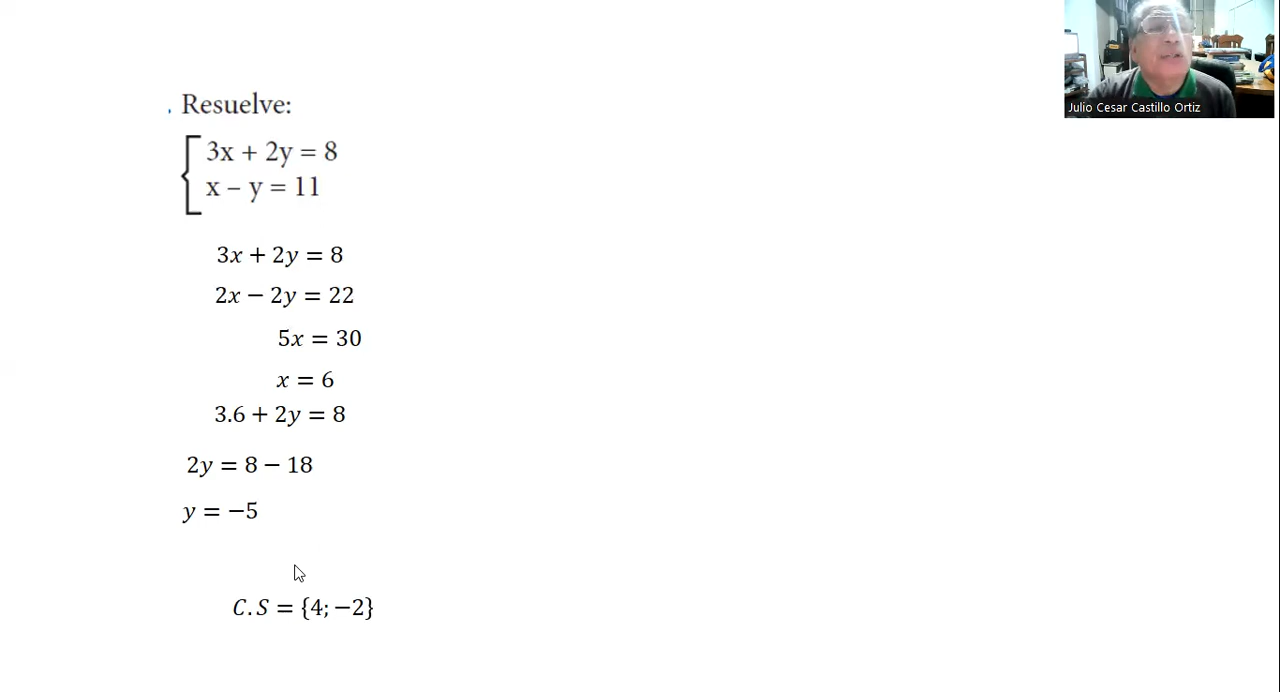 Julio Cesar Castillo Ortiz
. Resuelve:
3x + 2y = 8
x – y = 11
3x + 2y = 8
2x − 2y = 22
5x = 30
x = 6
3.6 + 2y = 8
2y = 8 − 18
y = −5
C.S = {4; −2}